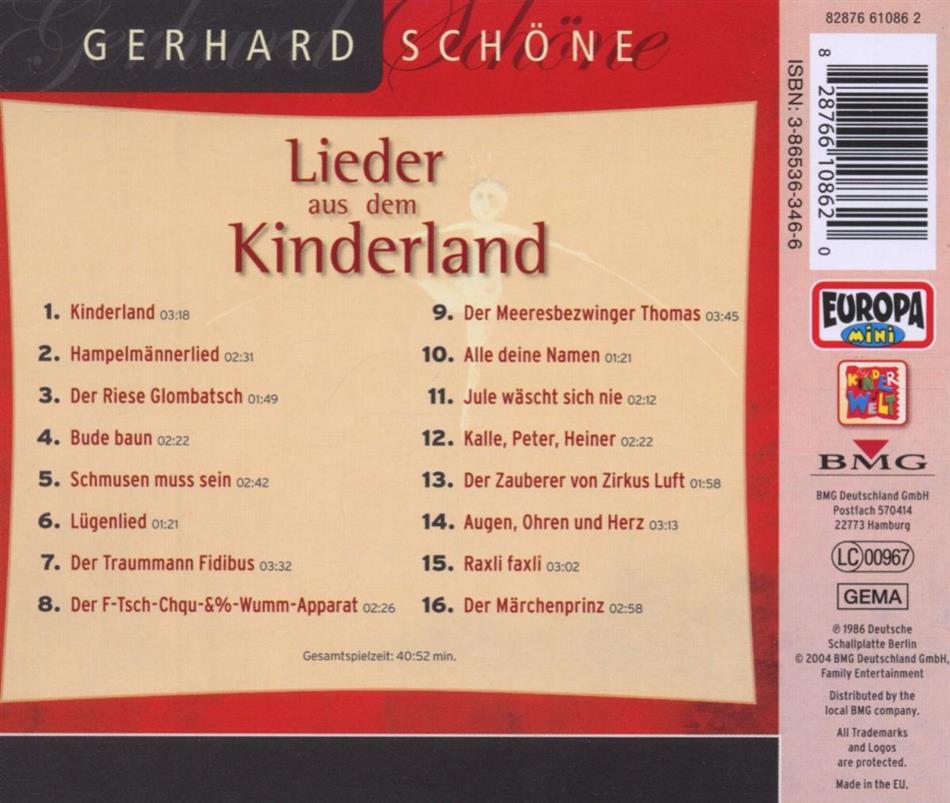 GERHARD SCHÖNE
Gerhard Schöne
Lieder
aus dem
Kinderland
1. Kinderland 03:18
2. Hampelmännerlied 02:31
3. Der Riese Glombatsch 01:49
4. Bude baun 02:22
5. Schmusen muss sein 02:42
6. Lügenlied 01:21
7. Der Traummann Fidibus 03:32
8. Der F-Tsch-Chqu-&%-Wumm-Apparat 02:26
9. Der Meeresbezwinger Thomas 03:45
10. Alle deine Namen 01:21
11. Jule wäscht sich nie 02:12
12. Kalle, Peter, Heiner 02:22
13. Der Zauberer von Zirkus Luft 01:58
14. Augen, Ohren und Herz 03:13
15. Raxli faxli 03:02
16. Der Märchenprinz 02:58
Gesamtspielzeit: 40:52 min.
82876 61086 2
8 28766 10862 0
ISBN: 3-86536-346-6
EUROPA
mini
KINDER
WELT
BMG
BMG Deutschland GmbH
Postfach 570414
22773 Hamburg
LC 00967
GEMA
℗ 1986 Deutsche
Schallplatte Berlin
© 2004 BMG Deutschland GmbH,
Family Entertainment
Distributed by the
local BMG company.
All Trademarks
and Logos
are protected.
Made in the EU.